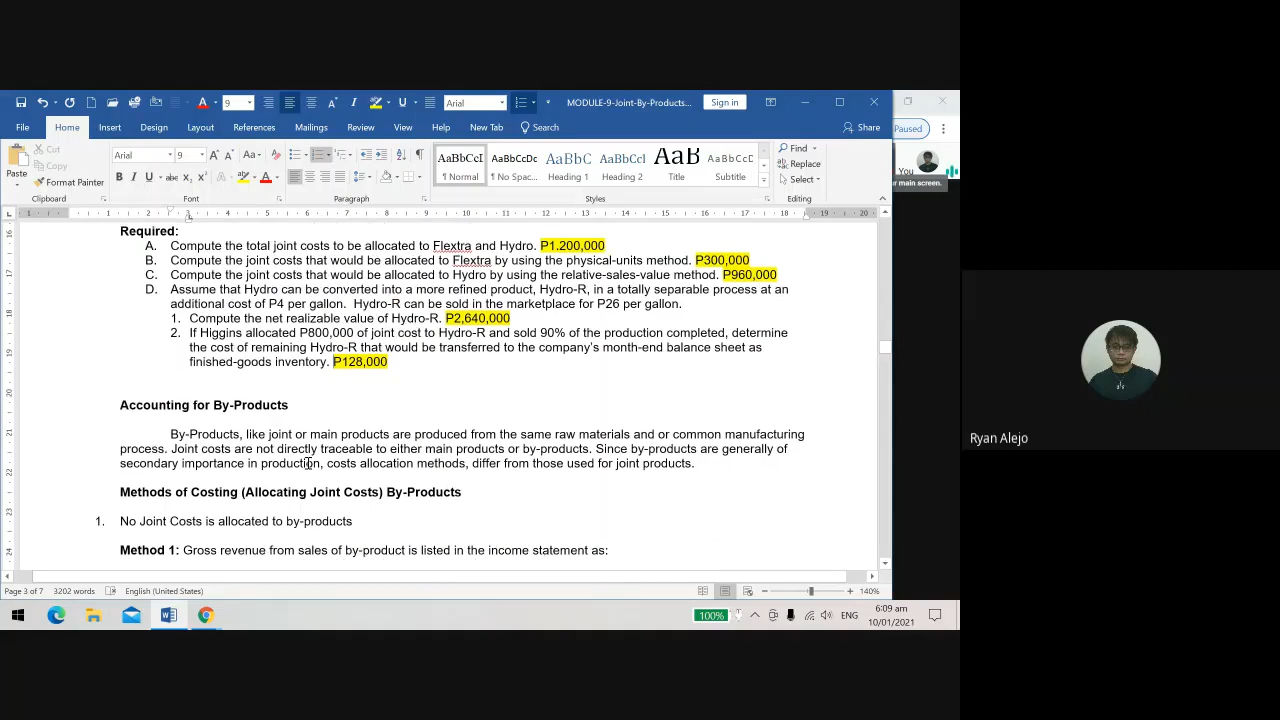 9
Arial
MODULE-9-Joint-By-Products...
Sign in
File Home Insert Design Layout References Mailings Review View Help New Tab Search Share
Paused
Paste
Cut
Copy
Format Painter
Arial 9
B I U abc X₂ X²
AaBbCcI AaBbCcDc AaBbC AaBbCcI AaB AaBbCcD
¶ Normal ¶ No Spac... Heading 1 Heading 2 Title Subtitle
Find
Replace
Select
You
r main screen.
Clipboard Font Paragraph Styles Editing
Required:
A. Compute the total joint costs to be allocated to Flextra and Hydro. P1.200,000
B. Compute the joint costs that would be allocated to Flextra by using the physical-units method. P300,000
C. Compute the joint costs that would be allocated to Hydro by using the relative-sales-value method. P960,000
D. Assume that Hydro can be converted into a more refined product, Hydro-R, in a totally separable process at an
additional cost of P4 per gallon. Hydro-R can be sold in the marketplace for P26 per gallon.
1. Compute the net realizable value of Hydro-R. P2,640,000
2. If Higgins allocated P800,000 of joint cost to Hydro-R and sold 90% of the production completed, determine
the cost of remaining Hydro-R that would be transferred to the company's month-end balance sheet as
finished-goods inventory. P128,000
Accounting for By-Products
By-Products, like joint or main products are produced from the same raw materials and or common manufacturing
process. Joint costs are not directly traceable to either main products or by-products. Since by-products are generally of
secondary importance in production, costs allocation methods, differ from those used for joint products.
Methods of Costing (Allocating Joint Costs) By-Products
1. No Joint Costs is allocated to by-products
Method 1: Gross revenue from sales of by-product is listed in the income statement as:
Page 3 of 7 3202 words English (United States) 140%
100% ENG 6:09 am
10/01/2021
Ryan Alejo